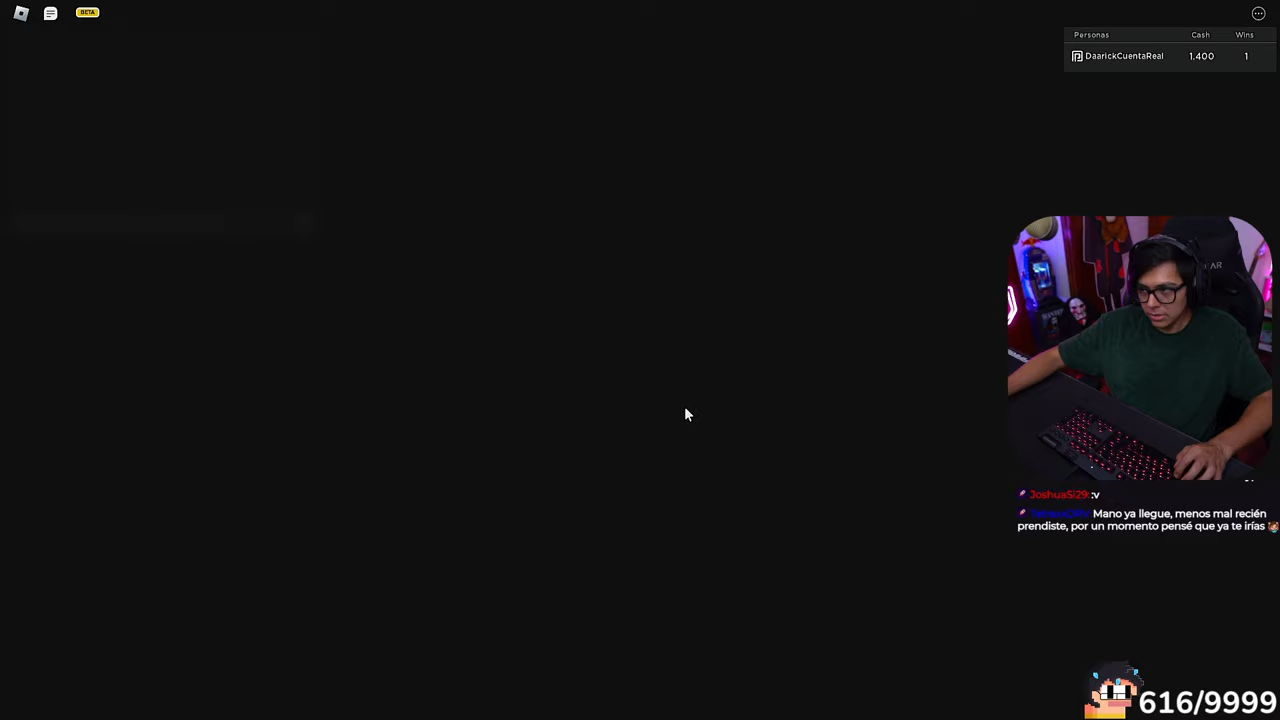 BETA
Personas Cash Wins
DaarickCuentaReal 1.400 1
JoshuaSi29: :v
Mano ya llegue, menos mal recién
prendiste, por un momento pensé que ya te irías
616/9999